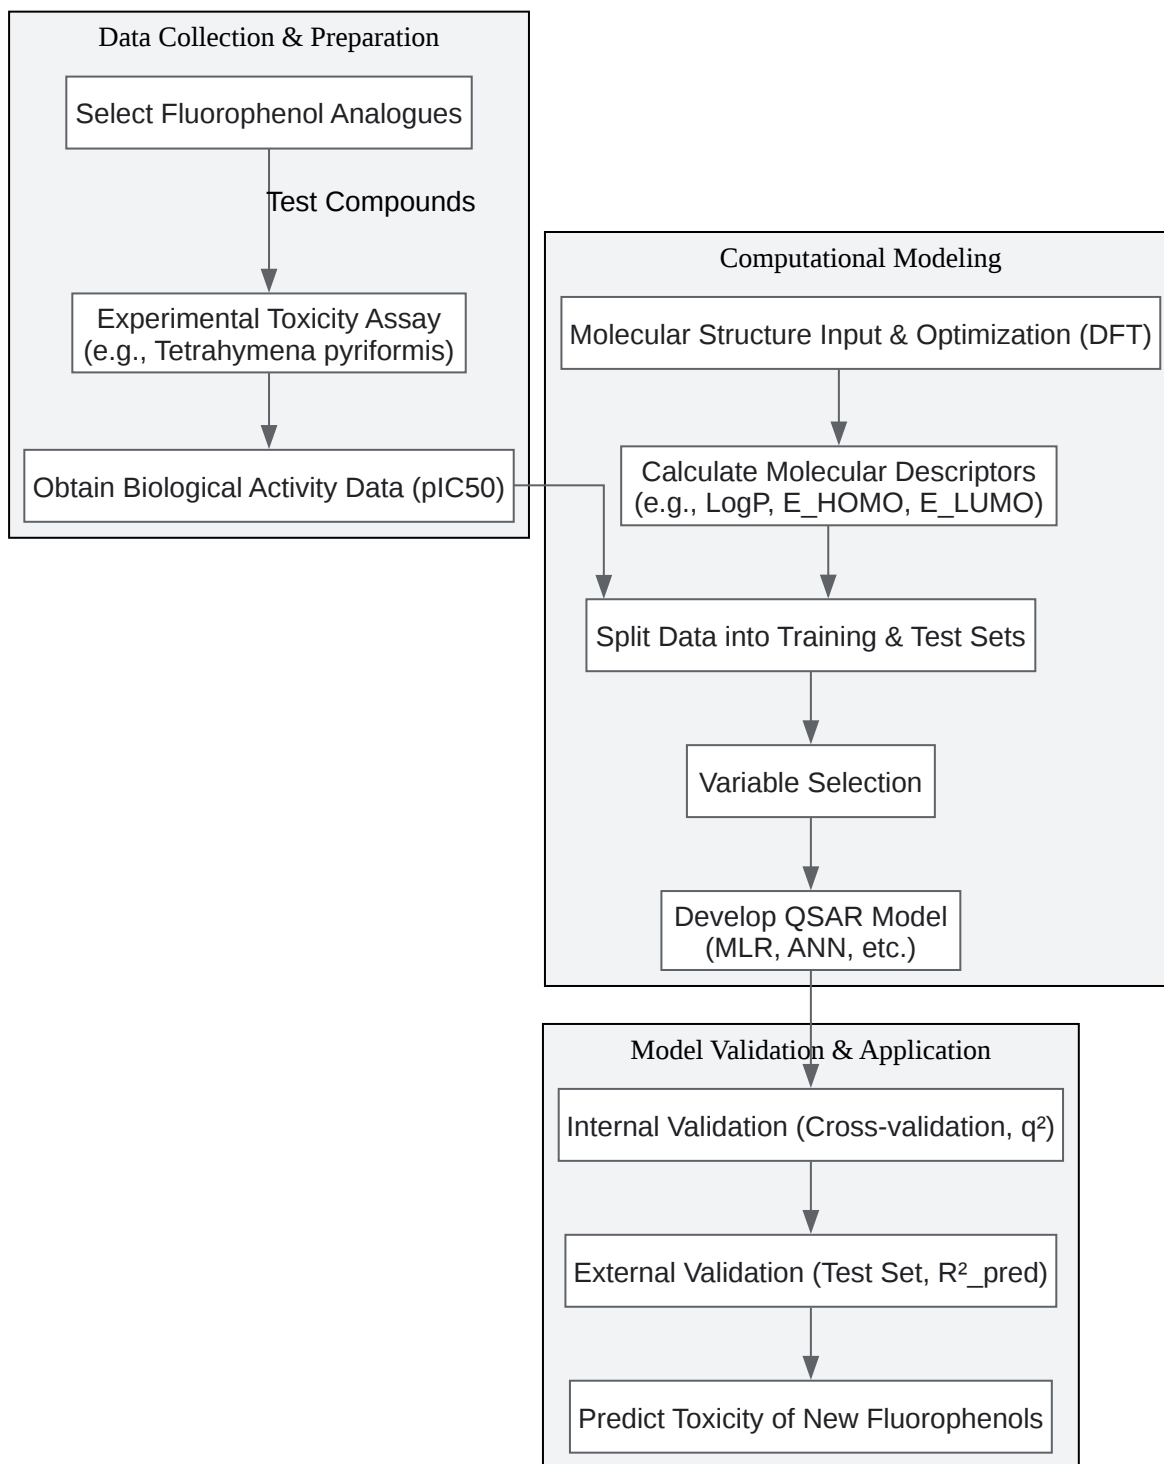 Data Collection & Preparation
Select Fluorophenol Analogues
Test Compounds
Experimental Toxicity Assay
(e.g., Tetrahymena pyriformis)
Obtain Biological Activity Data (pIC50)
Computational Modeling
Molecular Structure Input & Optimization (DFT)
Calculate Molecular Descriptors
(e.g., LogP, E_HOMO, E_LUMO)
Split Data into Training & Test Sets
Variable Selection
Develop QSAR Model
(MLR, ANN, etc.)
Model Validation & Application
Internal Validation (Cross-validation, q²)
External Validation (Test Set, R²_pred)
Predict Toxicity of New Fluorophenols